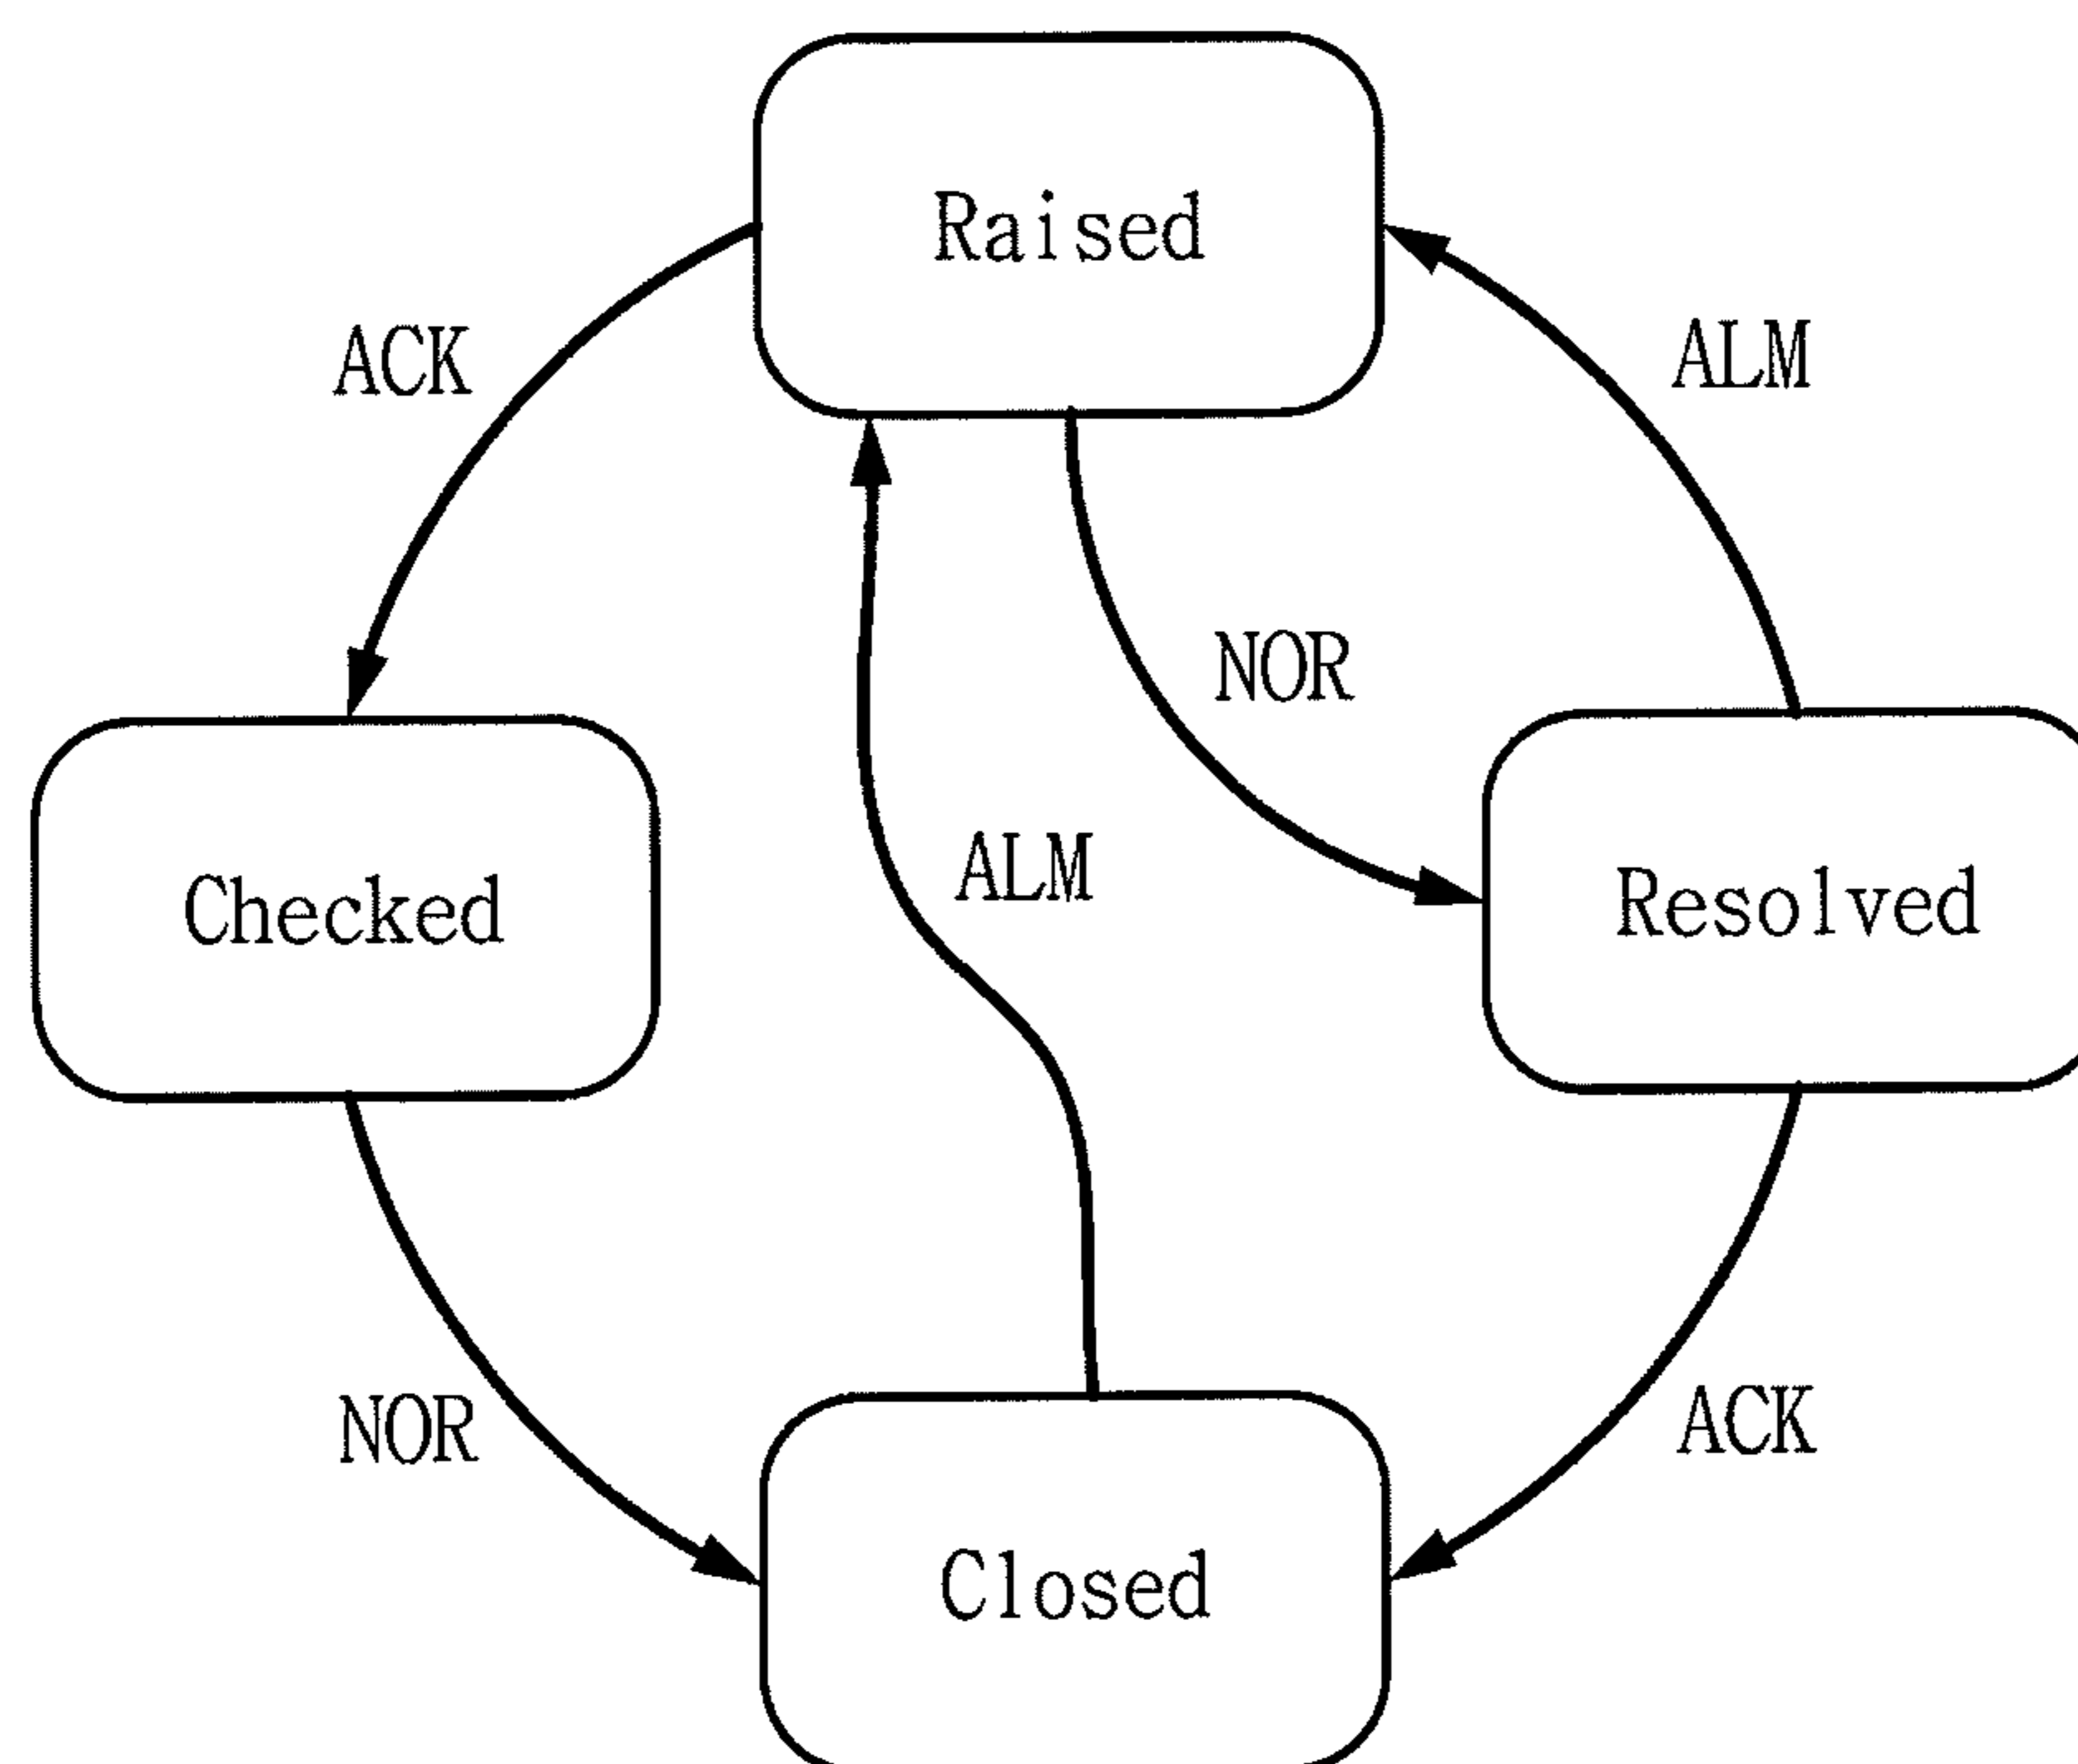 Raised
ACK
ALM
NOR
ALM
Checked
Resolved
NOR
ACK
Closed